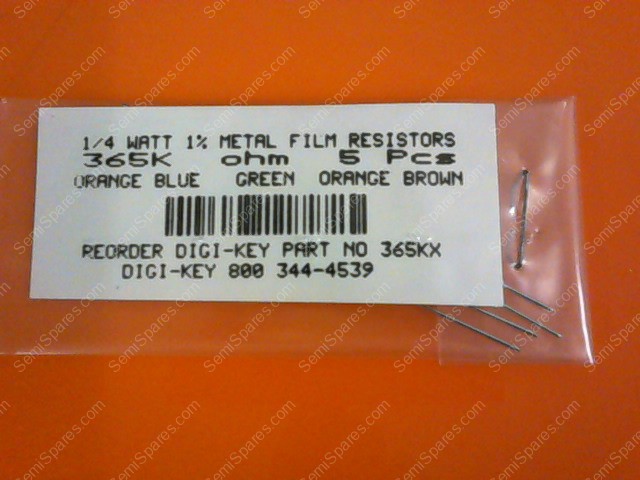 1/4 WATT 1% METAL FILM RESISTORS
365K ohm 5 Pcs
ORANGE BLUE GREEN ORANGE BROWN
REORDER DIGI-KEY PART NO 365KX
DIGI-KEY 800 344-4539
SemiSpares.com